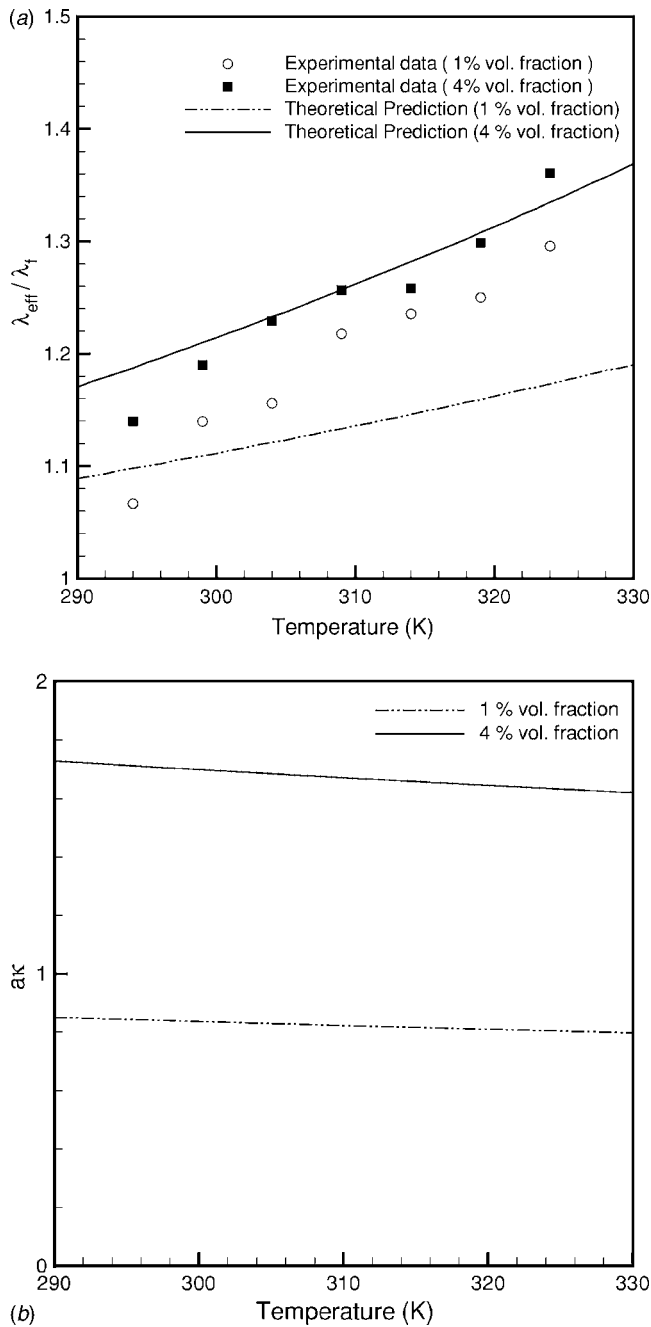 (a)
1.5
1.4
1.3
1.2
1.1
1
λeff / λf
Experimental data ( 1% vol. fraction )
Experimental data ( 4% vol. fraction )
Theoretical Prediction (1 % vol. fraction)
Theoretical Prediction (4 % vol. fraction)
290 300 310 320 330
Temperature (K)
2
1
0
aκ
1 % vol. fraction
4 % vol. fraction
290 300 310 320 330
(b) Temperature (K)